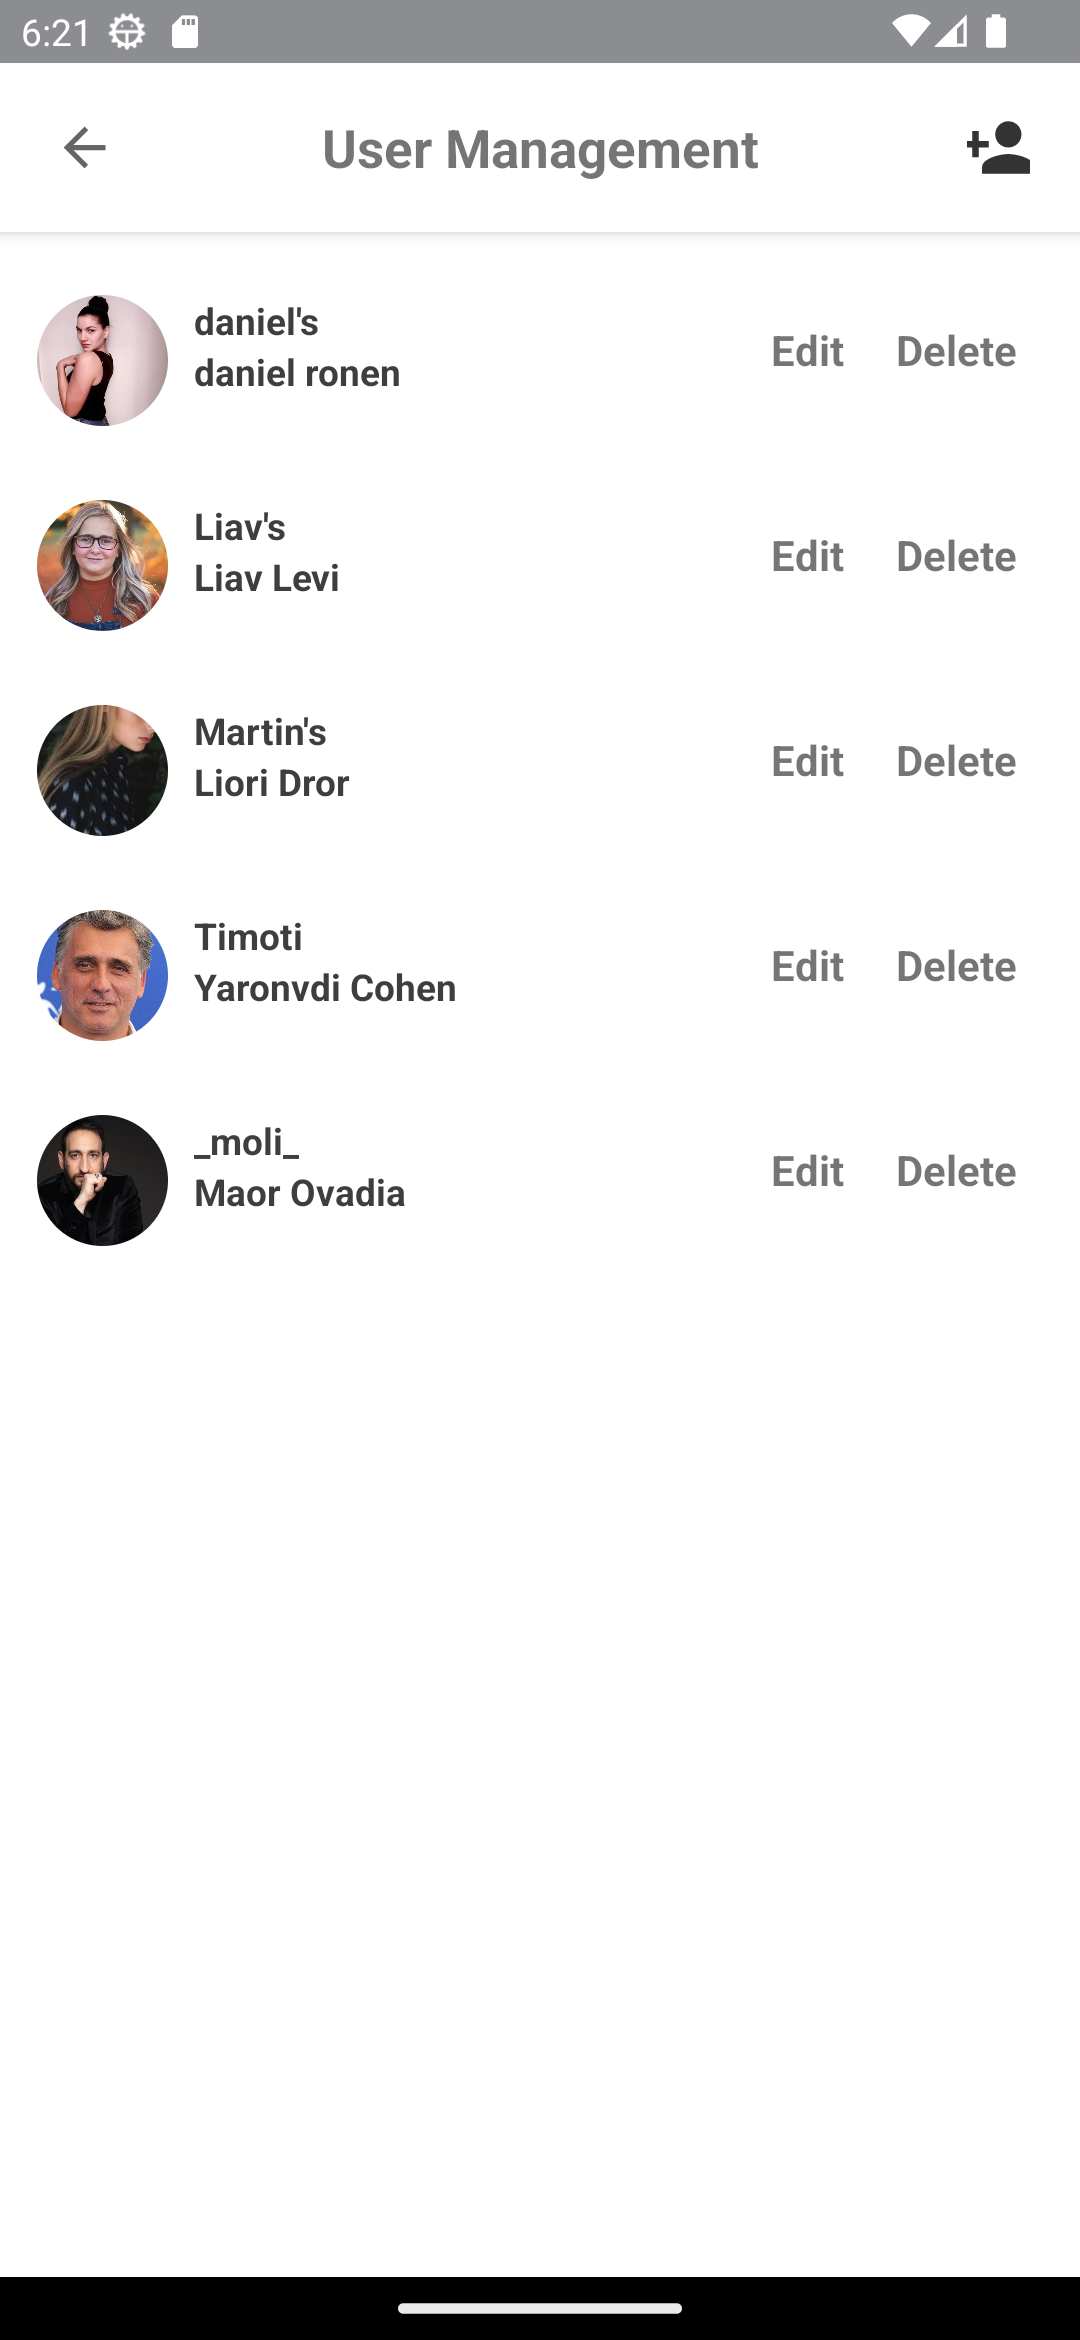 6:21
User Management
daniel's
daniel ronen
Edit Delete
Liav's
Liav Levi
Edit Delete
Martin's
Liori Dror
Edit Delete
Timoti
Yaronvdi Cohen
Edit Delete
_moli_
Maor Ovadia
Edit Delete